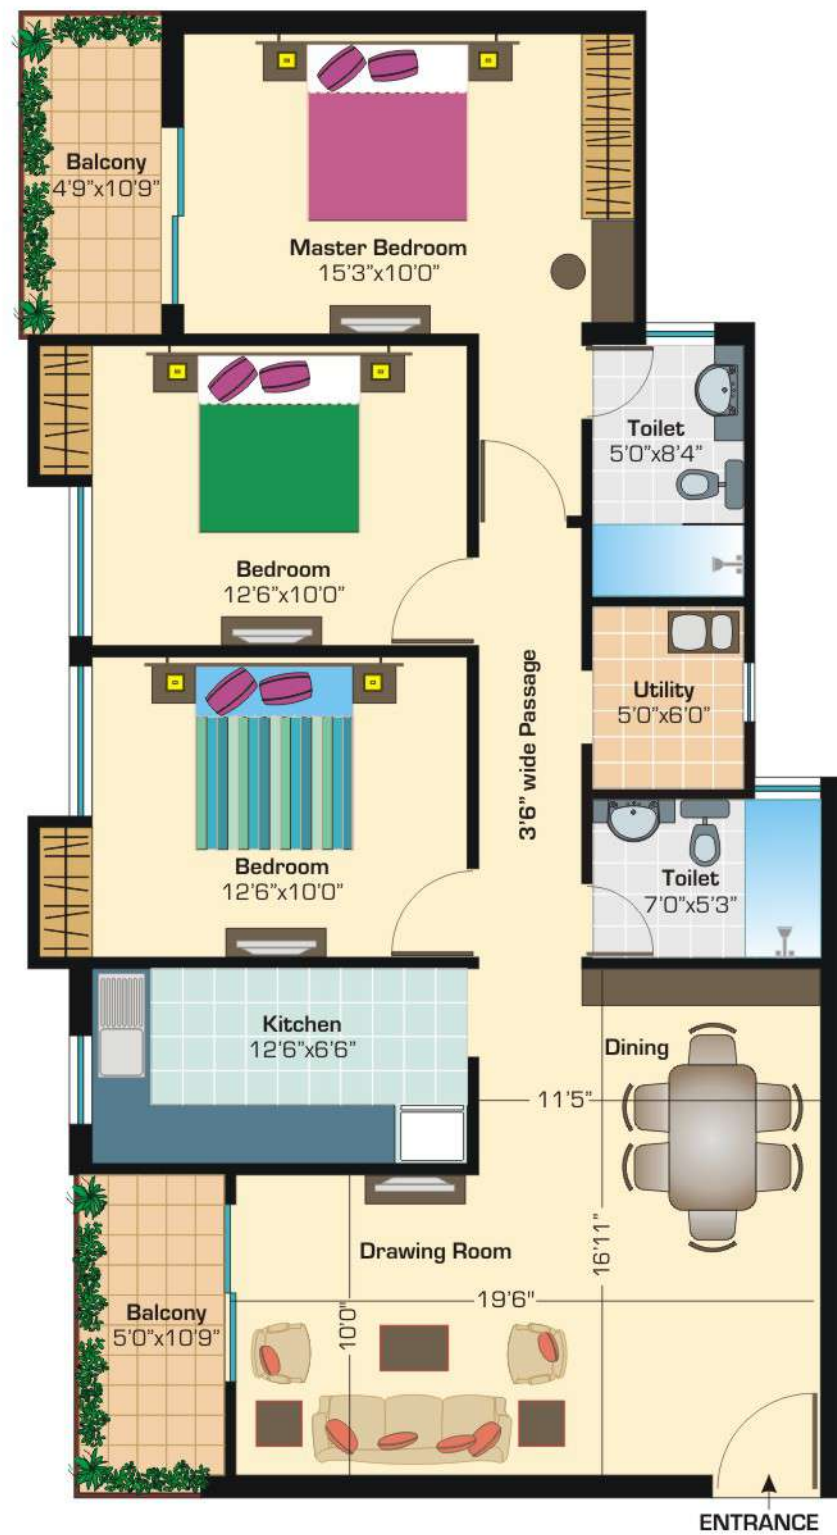 Balcony
4'9"x10'9"
Master Bedroom
15'3"x10'0"
Toilet
5'0"x8'4"
Bedroom
12'6"x10'0"
3'6" wide Passage
Utility
5'0"x6'0"
Bedroom
12'6"x10'0"
Toilet
7'0"x5'3"
Kitchen
12'6"x6'6"
Dining
11'5"
Drawing Room
16'11"
19'6"
10'0"
Balcony
5'0"x10'9"
ENTRANCE